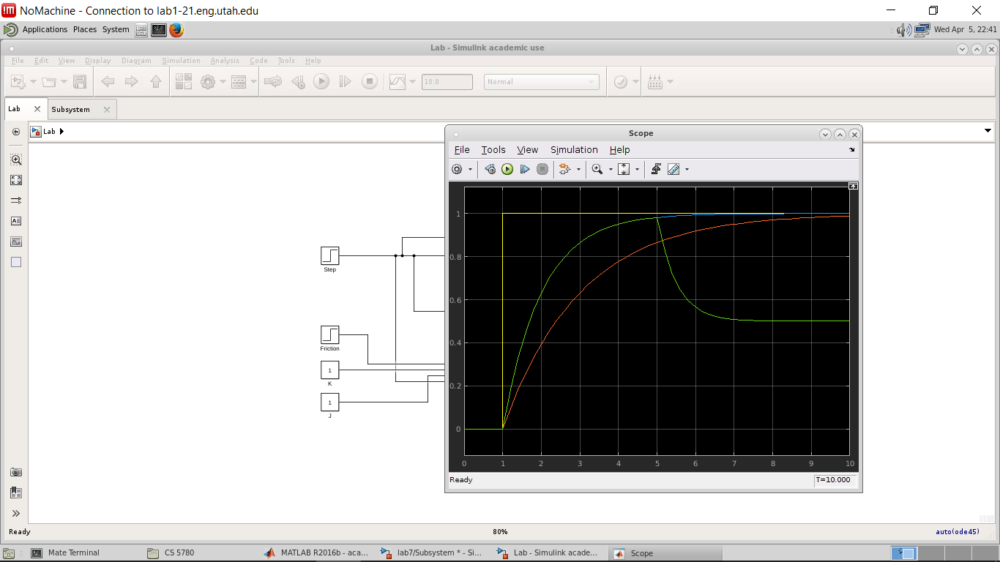 NoMachine - Connection to lab1-21.eng.utah.edu
Applications Places System Wed Apr 5, 22:41
Lab - Simulink academic use
File Edit View Display Diagram Simulation Analysis Code Tools Help
10.0 Normal
Lab Subsystem
Lab
Scope
File Tools View Simulation Help
Step
Friction
1
K
1
J
1
0.8
0.6
0.4
0.2
0
0 1 2 3 4 5 6 7 8 9 10
Ready T=10.000
Ready 80% auto(ode45)
Mate Terminal CS 5780 MATLAB R2016b - aca... lab7/Subsystem * - Si... Lab - Simulink acade... Scope